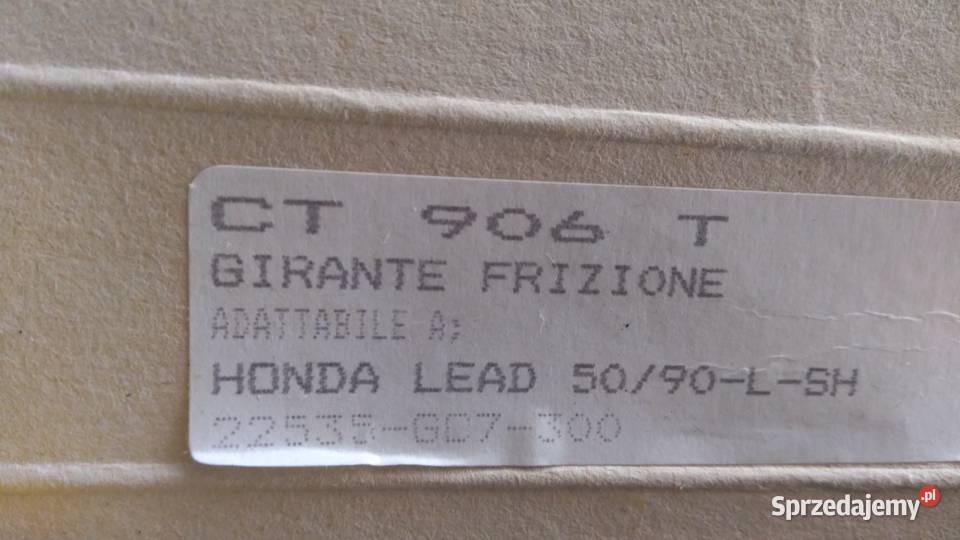 CT 906 T
GIRANTE FRIZIONE
ADATTABILE A;
HONDA LEAD 50/90-L-SH
22535-GC7-300
Sprzedajemy.pl